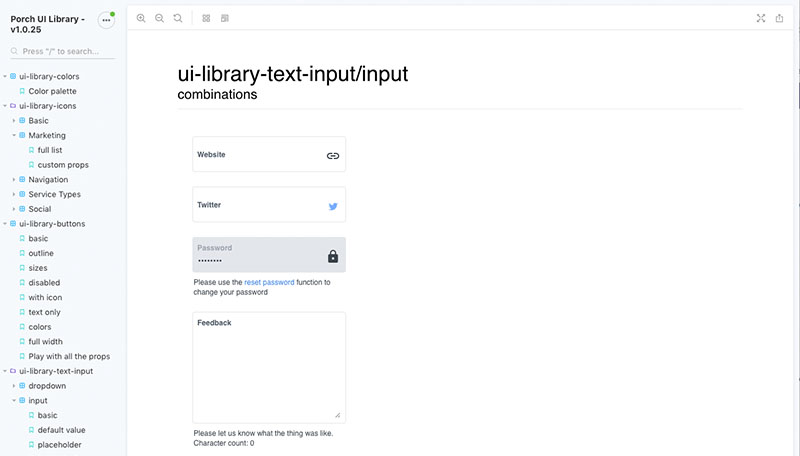 Porch UI Library -
v1.0.25
Press "/" to search...
ui-library-colors
Color palette
ui-library-icons
Basic
Marketing
full list
custom props
Navigation
Service Types
Social
ui-library-buttons
basic
outline
sizes
disabled
with icon
text only
colors
full width
Play with all the props
ui-library-text-input
dropdown
input
basic
default value
placeholder
ui-library-text-input/input
combinations
Website
Twitter
Password
••••••••
Please use the reset password function to
change your password
Feedback
Please let us know what the thing was like.
Character count: 0